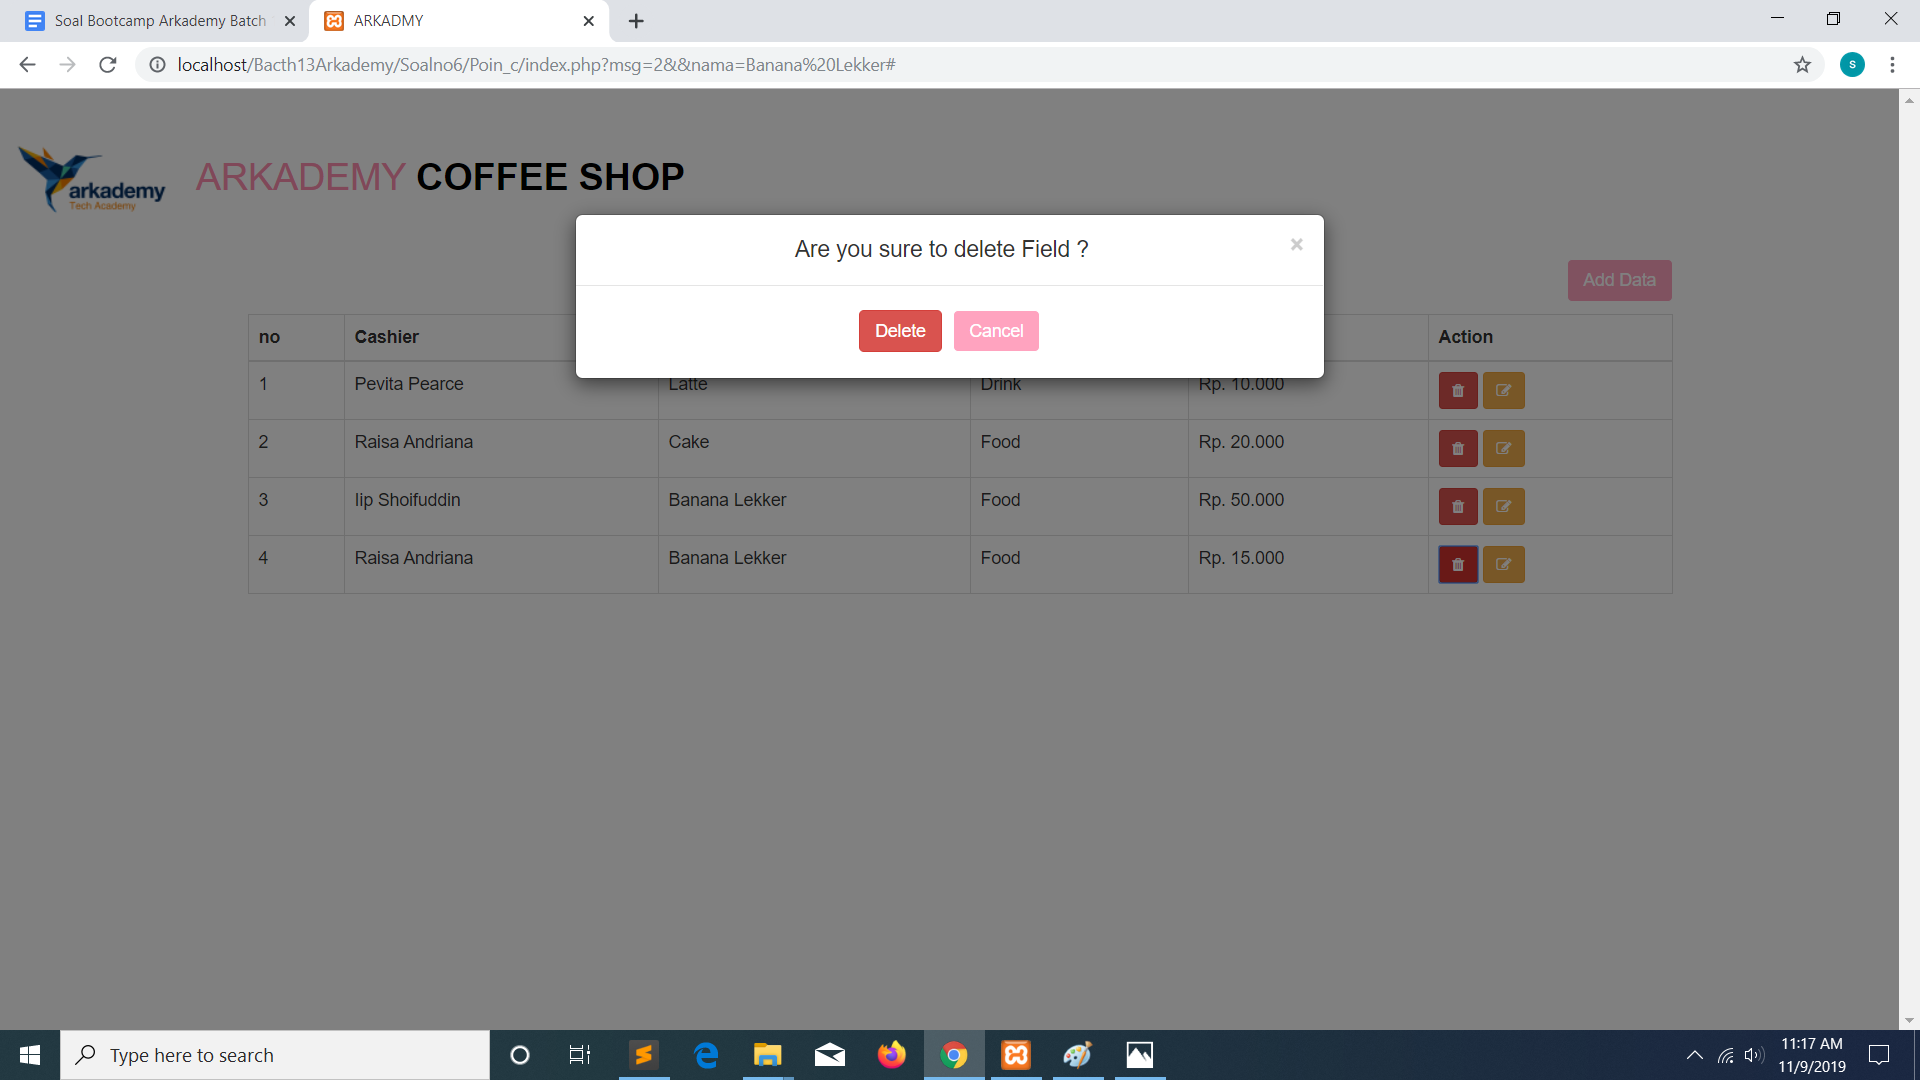 Soal Bootcamp Arkademy Batch
ARKADMY
localhost/Bacth13Arkademy/Soalno6/Poin_c/index.php?msg=2&&nama=Banana%20Lekker#
s
arkademy
Tech Academy
ARKADEMY COFFEE SHOP
Are you sure to delete Field ?
×
Delete Cancel
Add Data
no Cashier Action
1 Pevita Pearce Latte Drink Rp. 10.000
2 Raisa Andriana Cake Food Rp. 20.000
3 Iip Shoifuddin Banana Lekker Food Rp. 50.000
4 Raisa Andriana Banana Lekker Food Rp. 15.000
Type here to search
11:17 AM
11/9/2019